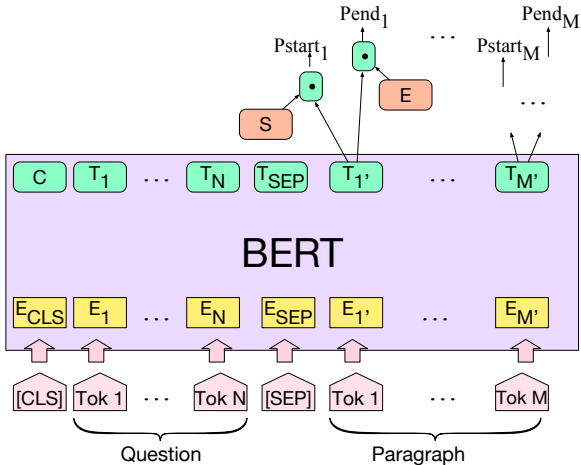 Pstart1 Pend1 ... PstartM PendM
S E ...
C T1 ... TN TSEP T1' ... TM'
BERT
ECLS E1 ... EN ESEP E1' ... EM'
[CLS] Tok 1 ... Tok N [SEP] Tok 1 ... Tok M
Question Paragraph